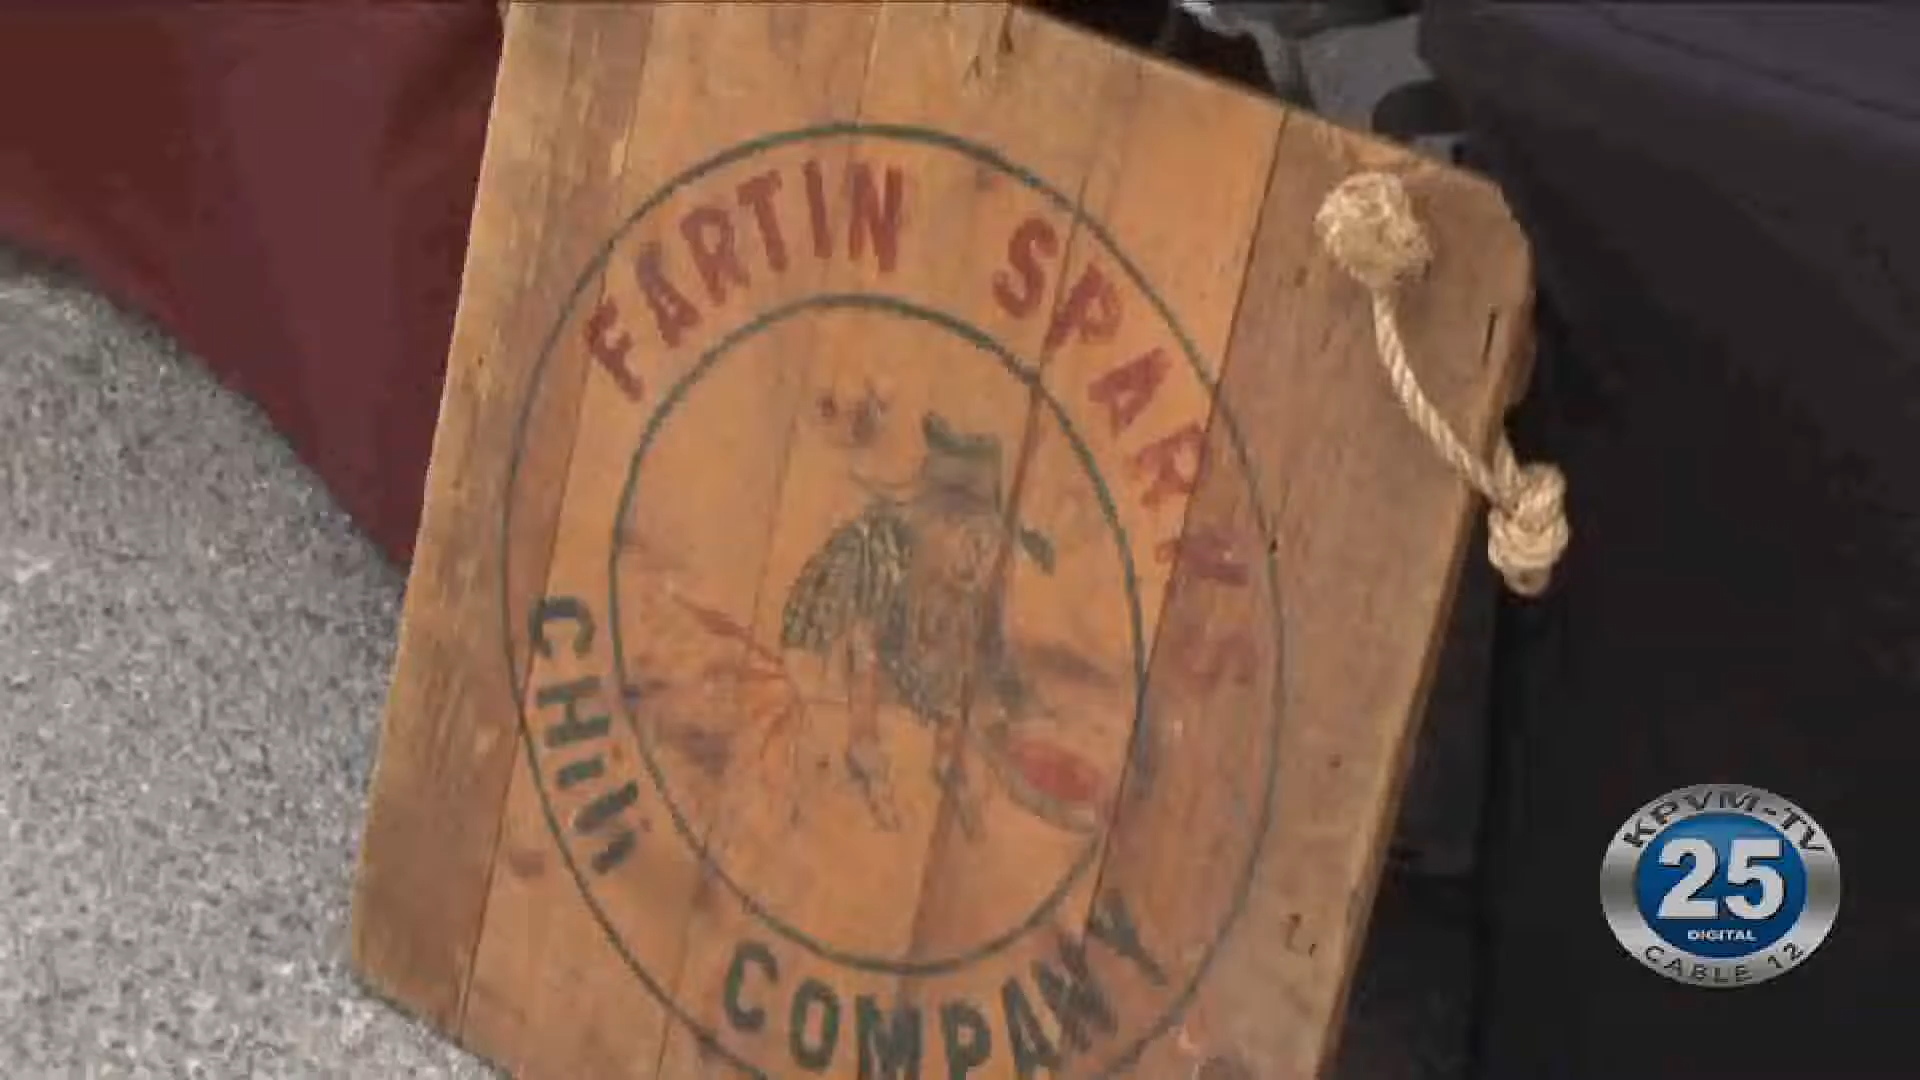 FARTIN SPARKS
CHili
COMPANY
KPVM-TV
25
DIGITAL
CABLE 12